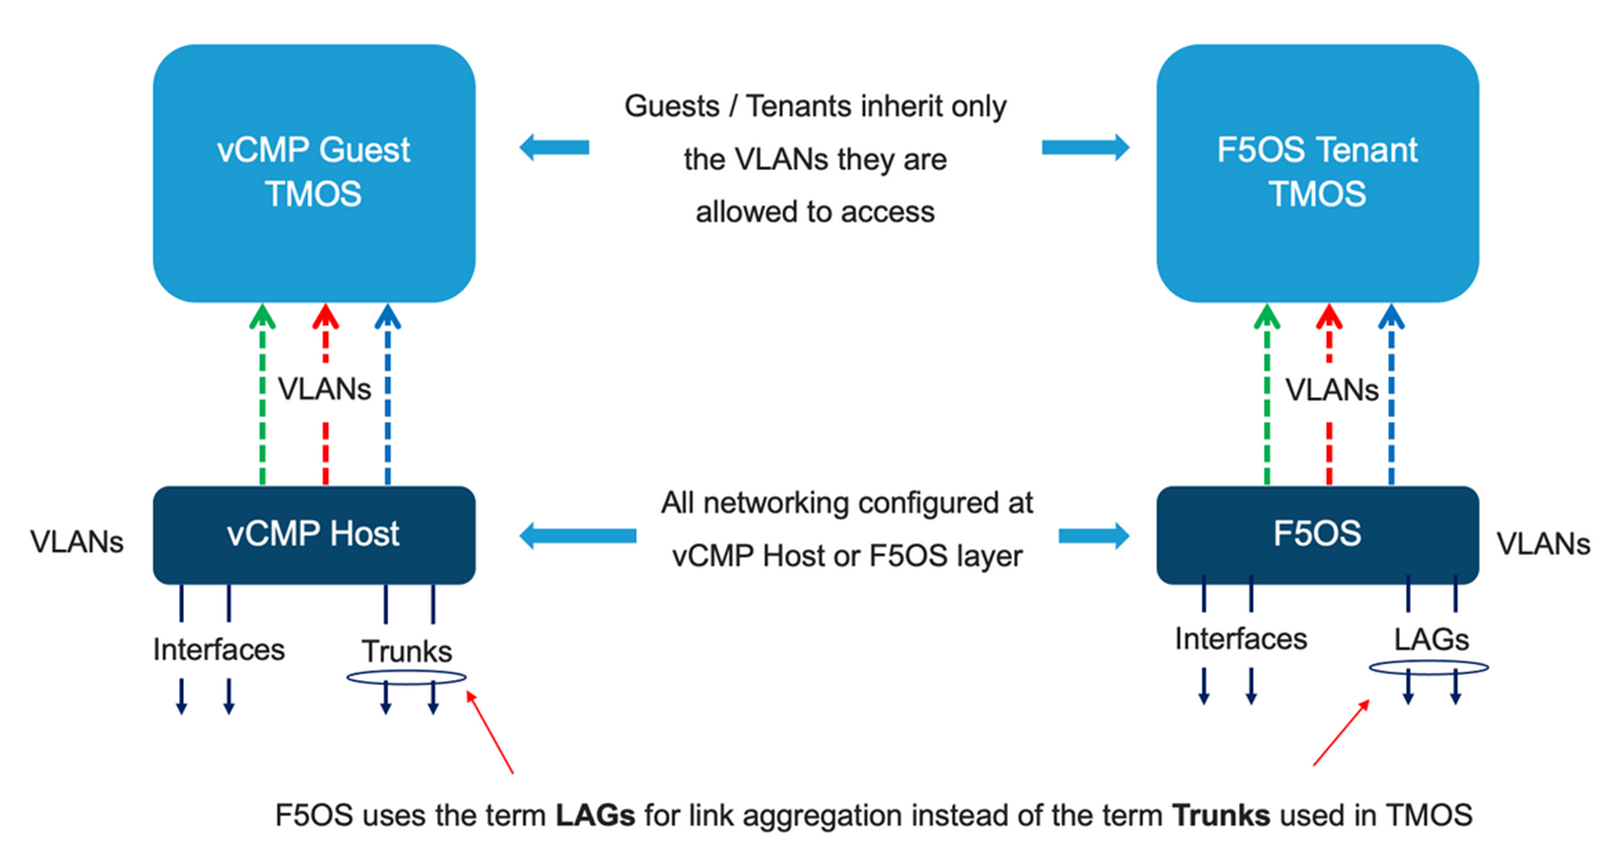 vCMP Guest
TMOS
Guests / Tenants inherit only
the VLANs they are
allowed to access
F5OS Tenant
TMOS
VLANs
VLANs
VLANs
vCMP Host
All networking configured at
vCMP Host or F5OS layer
F5OS
VLANs
Interfaces
Trunks
Interfaces
LAGs
F5OS uses the term LAGs for link aggregation instead of the term Trunks used in TMOS